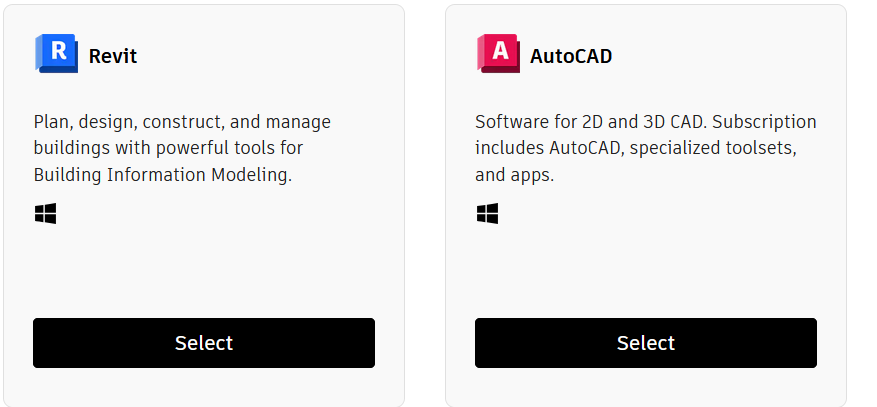 R Revit
Plan, design, construct, and manage
buildings with powerful tools for
Building Information Modeling.
Select
A AutoCAD
Software for 2D and 3D CAD. Subscription
includes AutoCAD, specialized toolsets,
and apps.
Select